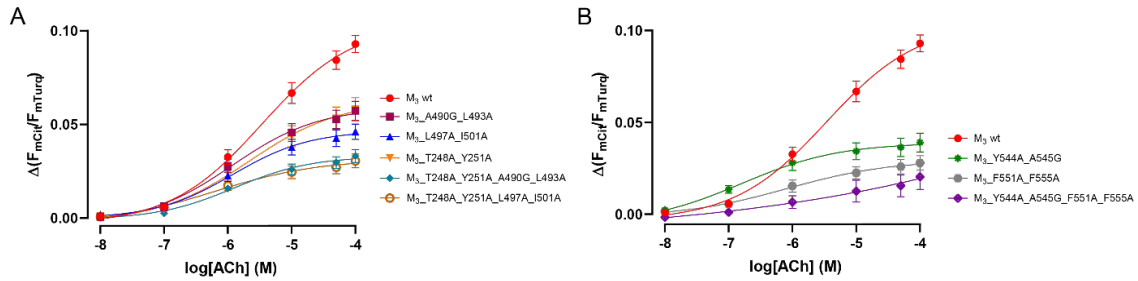 A
Δ(FmCit/FmTurq)
0.10
0.05
0.00
-8
-7
-6
-5
-4
log[ACh] (M)
M3 wt
M3_A490G_L493A
M3_L497A_I501A
M3_T248A_Y251A
M3_T248A_Y251A_A490G_L493A
M3_T248A_Y251A_L497A_I501A
B
Δ(FmCit/FmTurq)
0.10
0.05
0.00
-8
-7
-6
-5
-4
log[ACh] (M)
M3 wt
M3_Y544A_A545G
M3_F551A_F555A
M3_Y544A_A545G_F551A_F555A